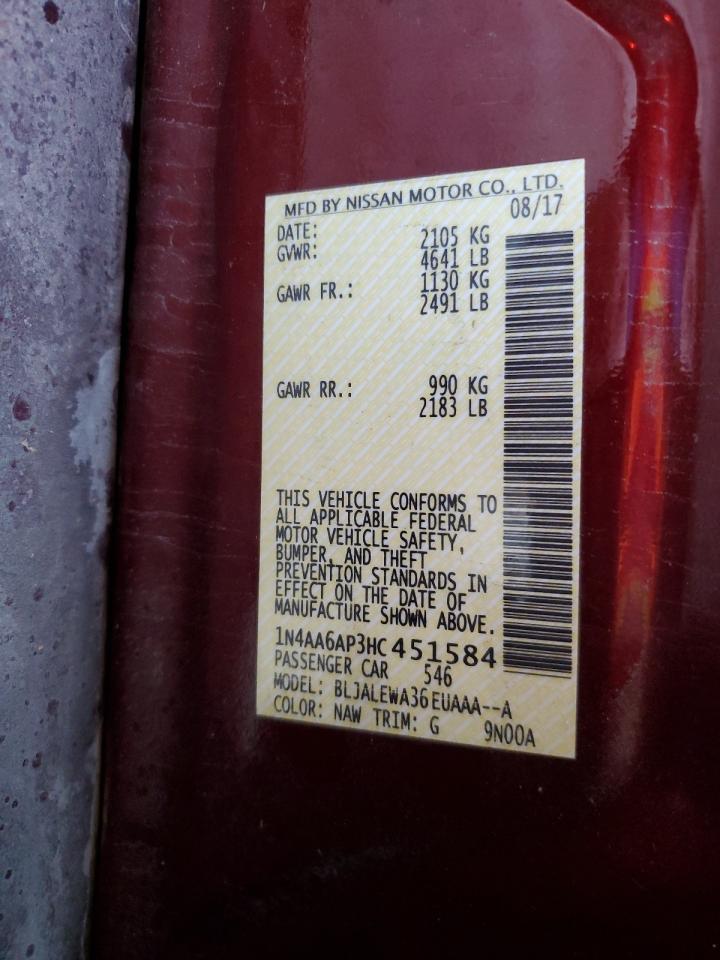 MFD BY NISSAN MOTOR CO., LTD.
DATE: 08/17
GVWR: 2105 KG
4641 LB
GAWR FR.: 1130 KG
2491 LB
GAWR RR.: 990 KG
2183 LB
THIS VEHICLE CONFORMS TO
ALL APPLICABLE FEDERAL
MOTOR VEHICLE SAFETY,
BUMPER, AND THEFT
PREVENTION STANDARDS IN
EFFECT ON THE DATE OF
MANUFACTURE SHOWN ABOVE.
1N4AA6AP3HC451584
PASSENGER CAR 546
MODEL: BLJALEWA36EUAAA--A
COLOR: NAW TRIM: G 9N00A